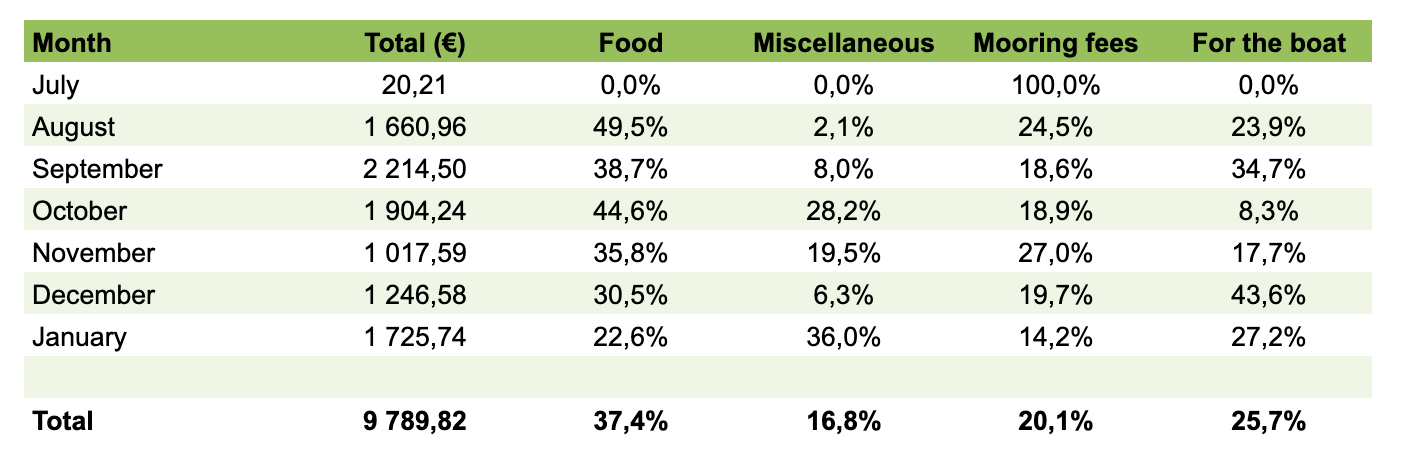 Month Total (€) Food Miscellaneous Mooring fees For the boat
July 20,21 0,0% 0,0% 100,0% 0,0%
August 1 660,96 49,5% 2,1% 24,5% 23,9%
September 2 214,50 38,7% 8,0% 18,6% 34,7%
October 1 904,24 44,6% 28,2% 18,9% 8,3%
November 1 017,59 35,8% 19,5% 27,0% 17,7%
December 1 246,58 30,5% 6,3% 19,7% 43,6%
January 1 725,74 22,6% 36,0% 14,2% 27,2%
Total 9 789,82 37,4% 16,8% 20,1% 25,7%